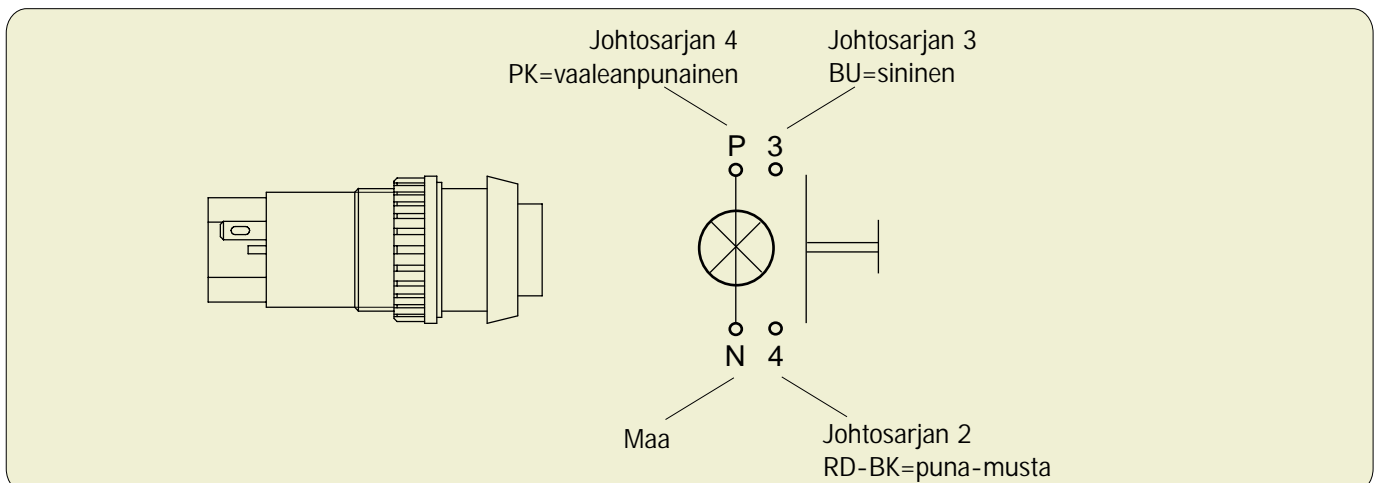 Johtosarjan 4
PK=vaaleanpunainen
Johtosarjan 3
BU=sininen
P 3
N 4
Maa
Johtosarjan 2
RD-BK=puna-musta